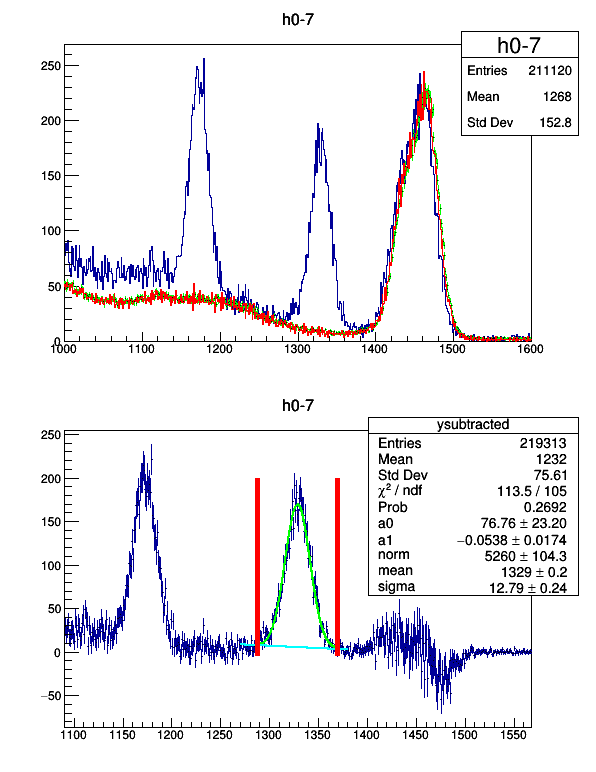 h0-7
h0-7
Entries 211120
Mean 1268
Std Dev 152.8
250
200
150
100
50
0
1000 1100 1200 1300 1400 1500 1600
h0-7
ysubtracted
Entries 219313
Mean 1232
Std Dev 75.61
χ² / ndf 113.5 / 105
Prob 0.2692
a0 76.76 ± 23.20
a1 −0.0538 ± 0.0174
norm 5260 ± 104.3
mean 1329 ± 0.2
sigma 12.79 ± 0.24
250
200
150
100
50
0
−50
1100 1150 1200 1250 1300 1350 1400 1450 1500 1550